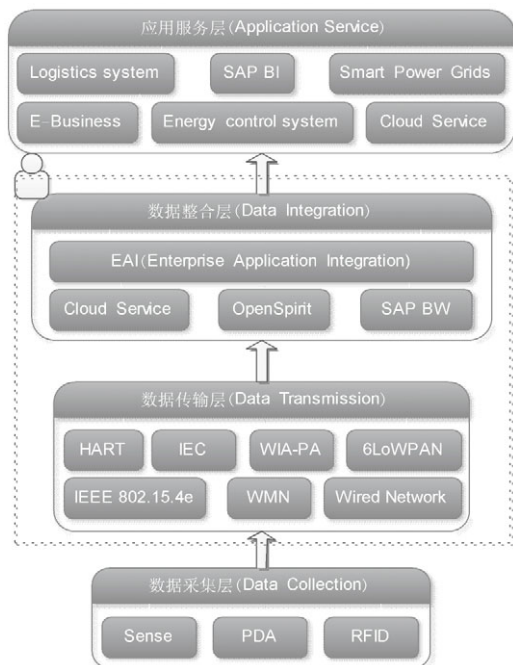 应用服务层(Application Service)
Logistics system SAP BI Smart Power Grids
E-Business Energy control system Cloud Service
数据整合层(Data Integration)
EAI(Enterprise Application Integration)
Cloud Service OpenSpirit SAP BW
数据传输层(Data Transmission)
HART IEC WIA-PA 6LoWPAN
IEEE 802.15.4e WMN Wired Network
数据采集层(Data Collection)
Sense PDA RFID